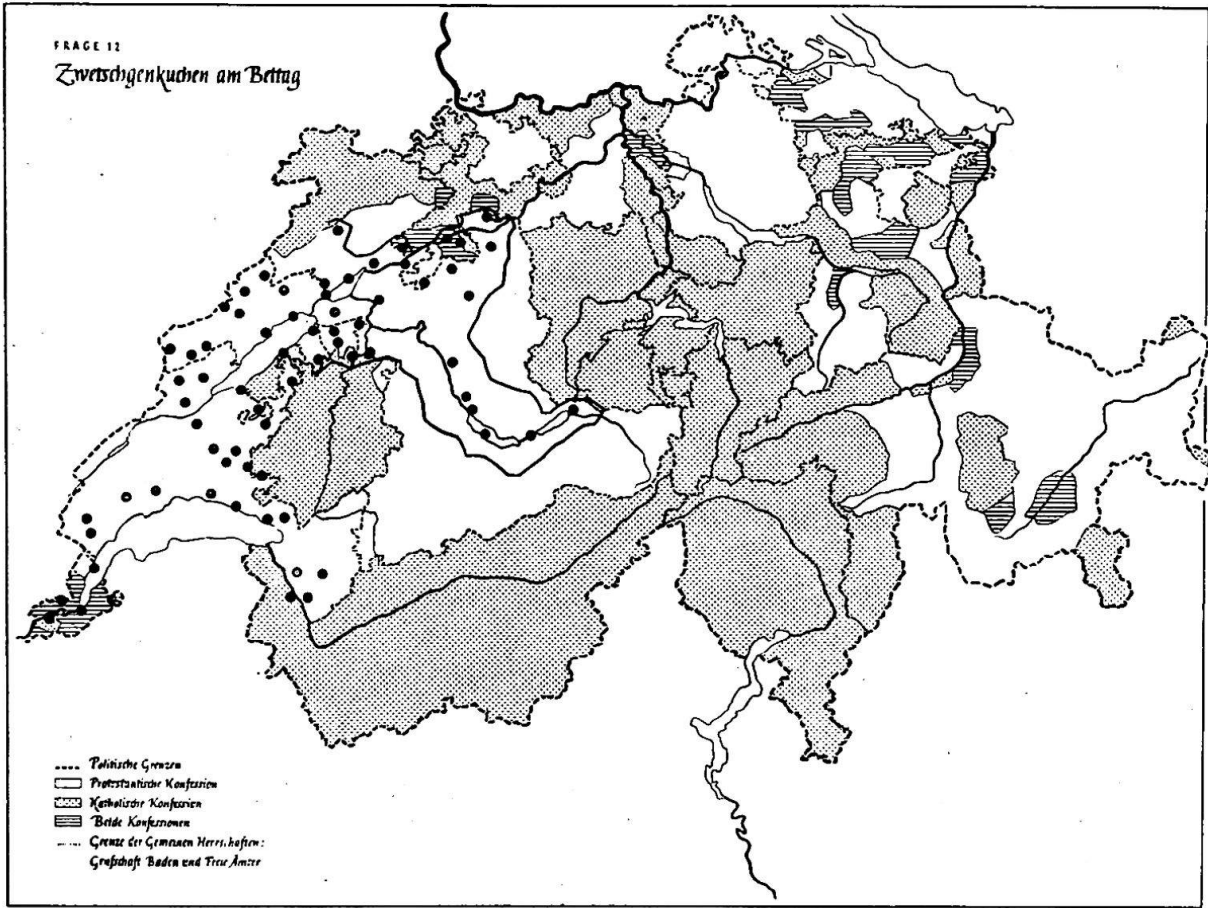 FRAGE 12
Zwetschgenkuchen am Bettag
Politische Grenzen
Protestantische Konfession
Katholische Konfession
Beide Konfessionen
Grenze der Gemeinen Herrschaften:
Grafschaft Baden und Freie Ämter